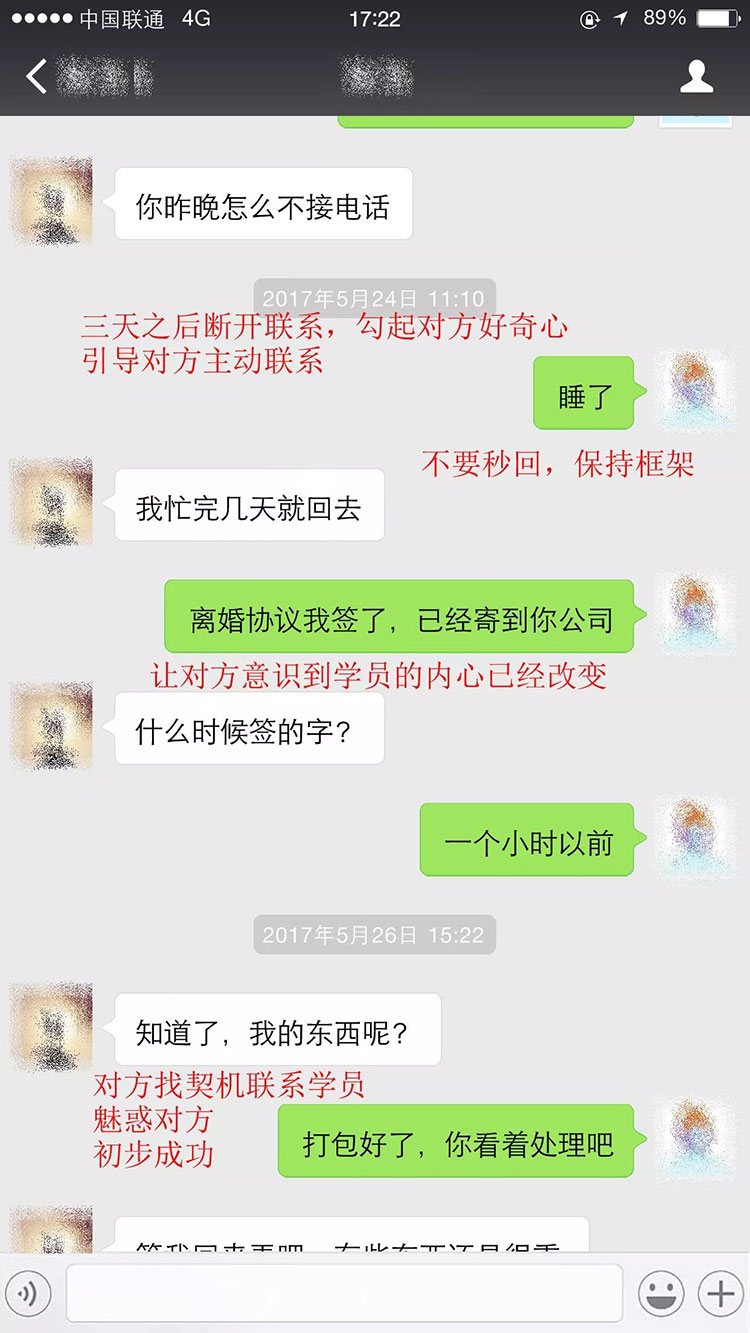 中国联通 4G 17:22 89%
你昨晚怎么不接电话
2017年5月24日 11:10
三天之后断开联系，勾起对方好奇心
引导对方主动联系
睡了
不要秒回，保持框架
我忙完几天就回去
离婚协议我签了，已经寄到你公司
让对方意识到学员的内心已经改变
什么时候签的字？
一个小时以前
2017年5月26日 15:22
知道了，我的东西呢？
对方找契机联系学员
魅惑对方
初步成功
打包好了，你看着处理吧